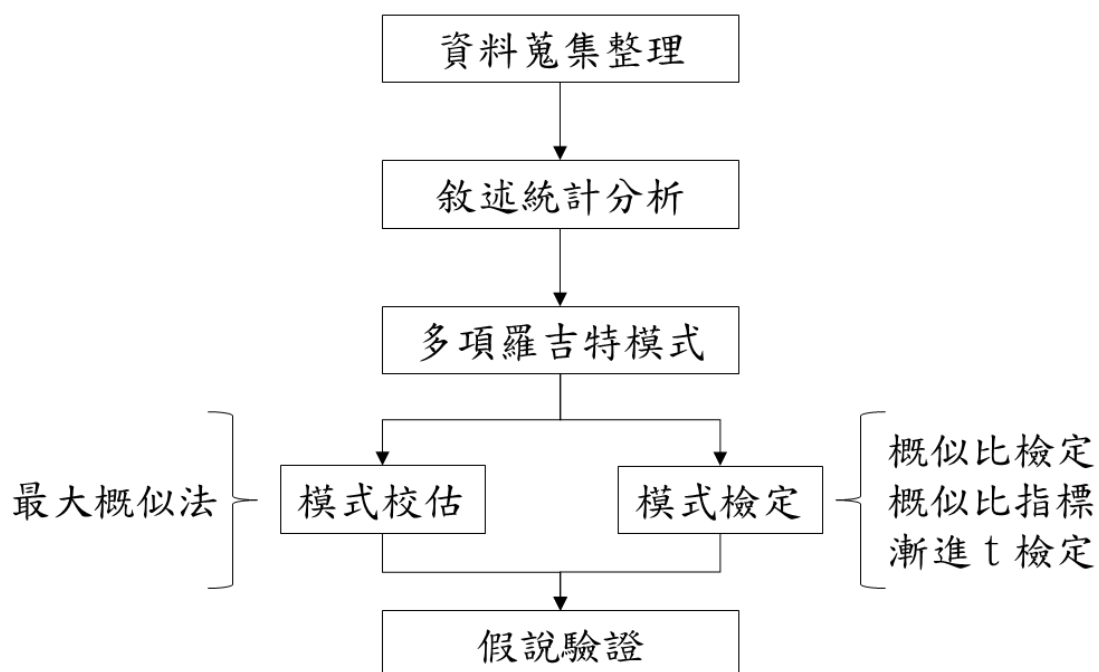 資料蒐集整理
敘述統計分析
多項羅吉特模式
最大概似法
模式校估
模式檢定
概似比檢定
概似比指標
漸進 t 檢定
假說驗證